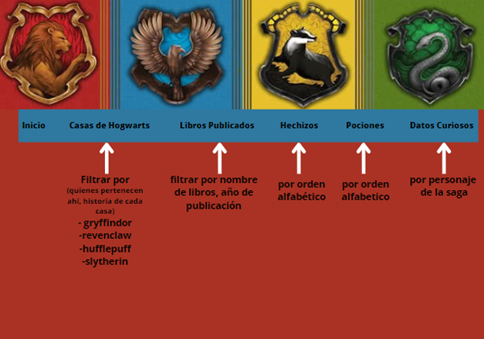 Inicio
Casas de Hogwarts
Libros Publicados
Hechizos
Pociones
Datos Curiosos
Filtrar por
(quienes pertenecen
ahi, historia de cada
casa)
- gryffindor
-revenclaw
-hufflepuff
-slytherin
filtrar por nombre
de libros, año de
publicación
por orden
alfabético
por orden
alfabetico
por personaje
de la saga